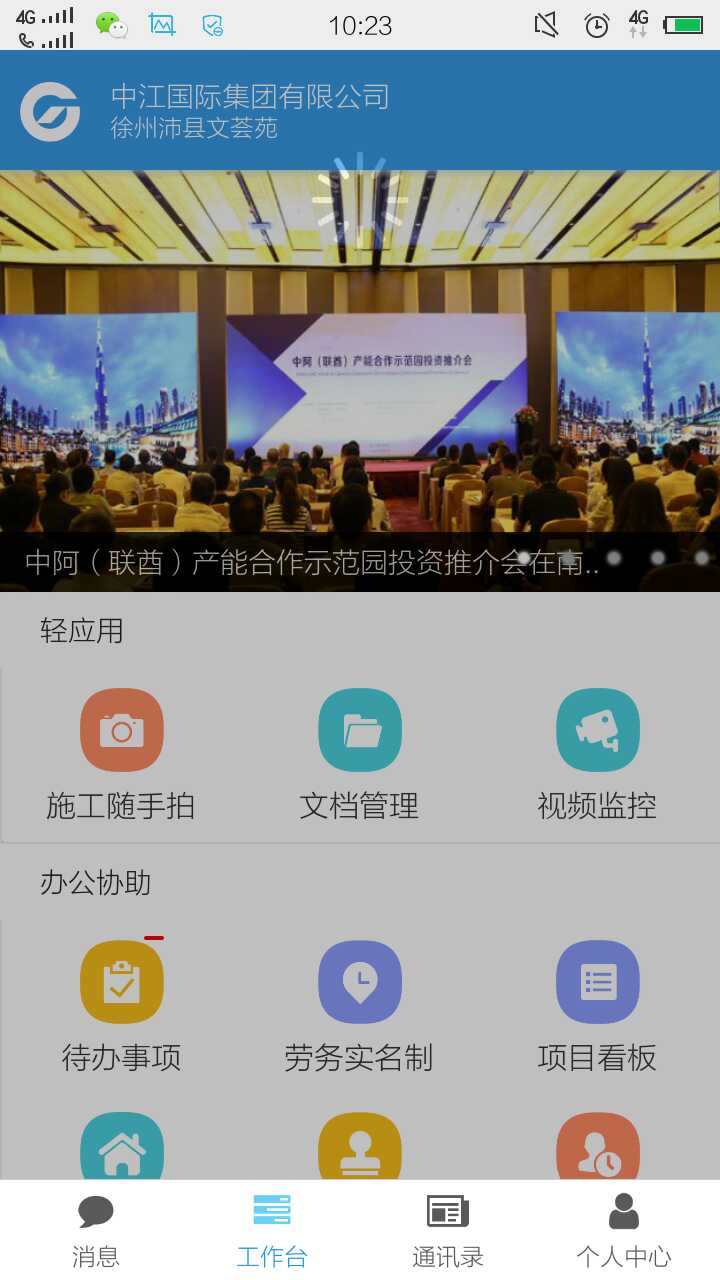 4G
10:23
4G
中江国际集团有限公司
徐州沛县文荟苑
中阿（联酋）产能合作示范园投资推介会
中阿（联酋）产能合作示范园投资推介会在南..
轻应用
施工随手拍
文档管理
视频监控
办公协助
待办事项
劳务实名制
项目看板
消息
工作台
通讯录
个人中心